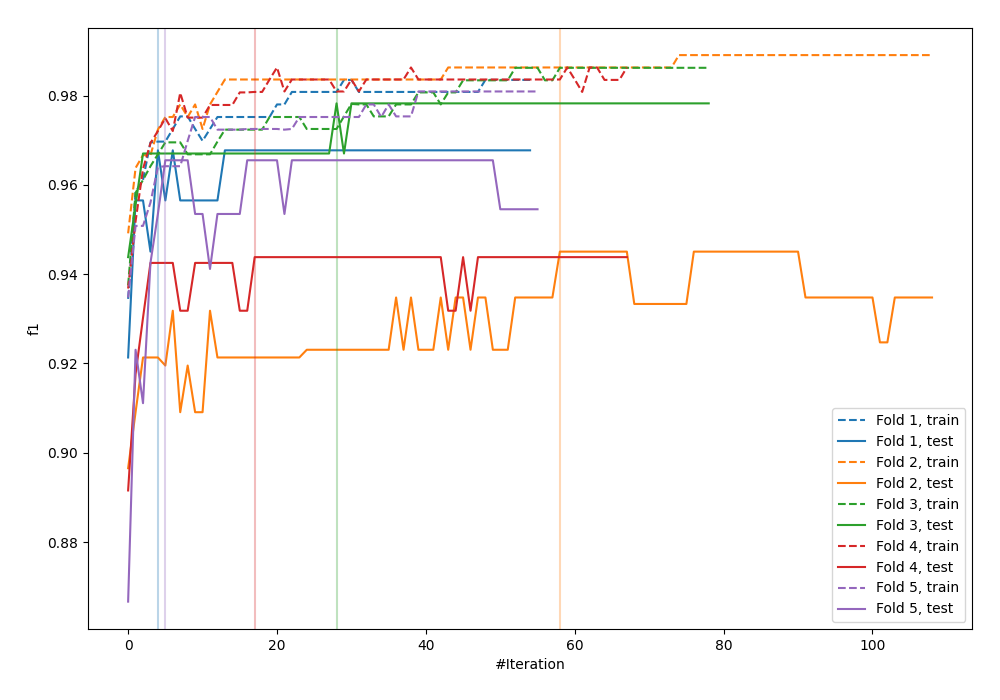 0.98
0.96
0.94
0.92
0.90
0.88
f1
0 20 40 60 80 100
#Iteration
Fold 1, train
Fold 1, test
Fold 2, train
Fold 2, test
Fold 3, train
Fold 3, test
Fold 4, train
Fold 4, test
Fold 5, train
Fold 5, test